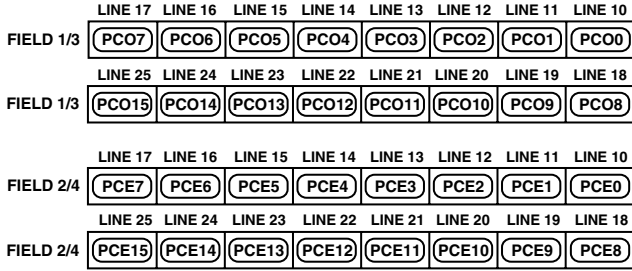 LINE 17 LINE 16 LINE 15 LINE 14 LINE 13 LINE 12 LINE 11 LINE 10
FIELD 1/3 PCO7 PCO6 PCO5 PCO4 PCO3 PCO2 PCO1 PCO0
LINE 25 LINE 24 LINE 23 LINE 22 LINE 21 LINE 20 LINE 19 LINE 18
FIELD 1/3 PCO15 PCO14 PCO13 PCO12 PCO11 PCO10 PCO9 PCO8
LINE 17 LINE 16 LINE 15 LINE 14 LINE 13 LINE 12 LINE 11 LINE 10
FIELD 2/4 PCE7 PCE6 PCE5 PCE4 PCE3 PCE2 PCE1 PCE0
LINE 25 LINE 24 LINE 23 LINE 22 LINE 21 LINE 20 LINE 19 LINE 18
FIELD 2/4 PCE15 PCE14 PCE13 PCE12 PCE11 PCE10 PCE9 PCE8